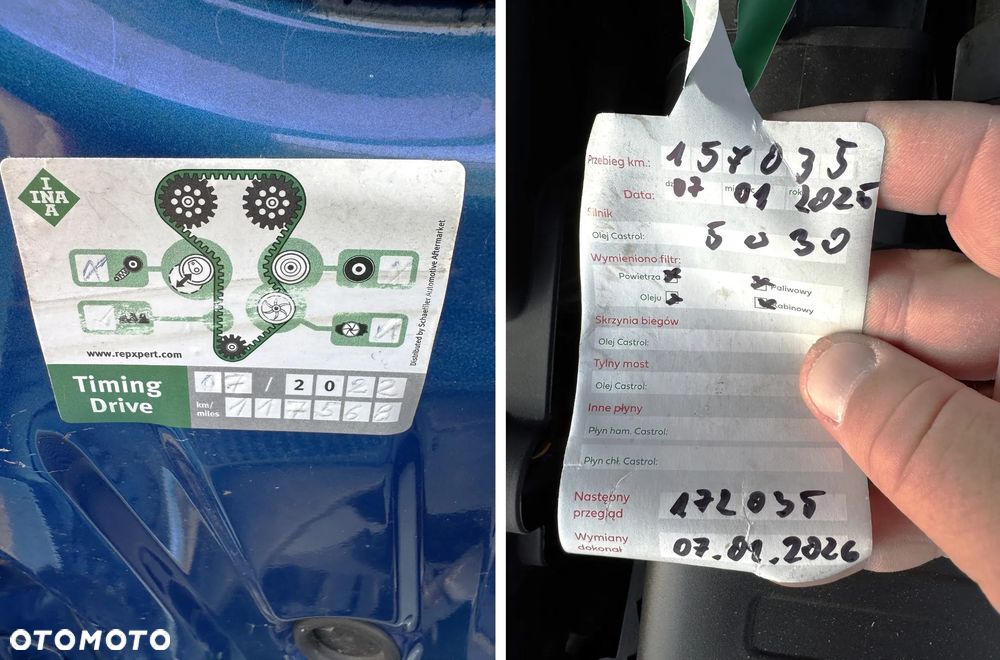 INA
INA
www.repxpert.com
Distributed by Schaeffler Automotive Aftermarket
Timing
Drive
07 / 2022
km/
miles
117568
OTOMOTO
Przebieg km.: 157035
Data: 07 01 2025
Silnik
Olej Castrol: 5 0 30
Wymieniono filtr:
Powietrza Paliwowy
Oleju Kabinowy
Skrzynia biegów
Olej Castrol:
Tylny most
Olej Castrol:
Inne płyny
Płyn ham. Castrol:
Płyn chł. Castrol:
Następny
przegląd 172035
Wymiany
dokonał 07.01.2026